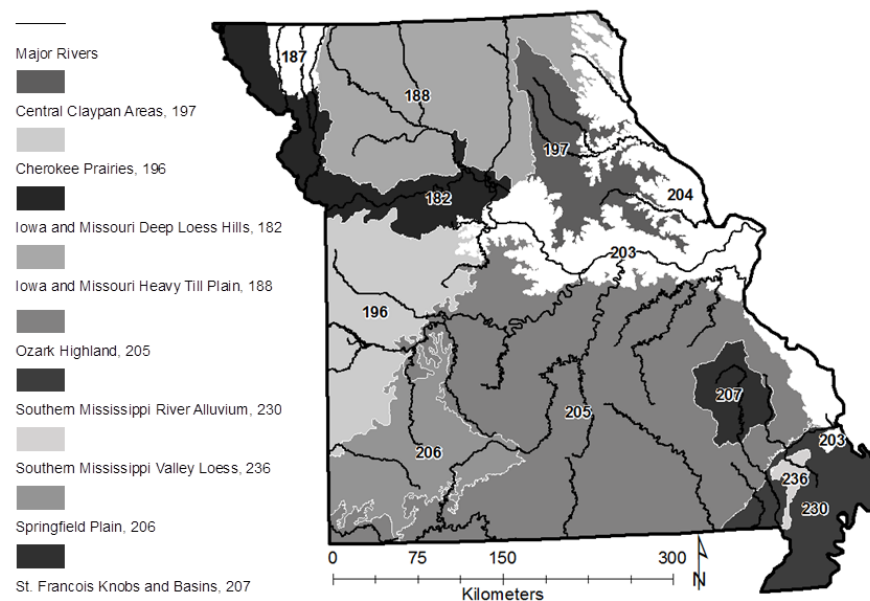 Major Rivers
Central Claypan Areas, 197
Cherokee Prairies, 196
Iowa and Missouri Deep Loess Hills, 182
Iowa and Missouri Heavy Till Plain, 188
Ozark Highland, 205
Southern Mississippi River Alluvium, 230
Southern Mississippi Valley Loess, 236
Springfield Plain, 206
St. Francois Knobs and Basins, 207
187
188
197
182
204
203
196
207
205
203
206
236
230
0 75 150 300
N
Kilometers